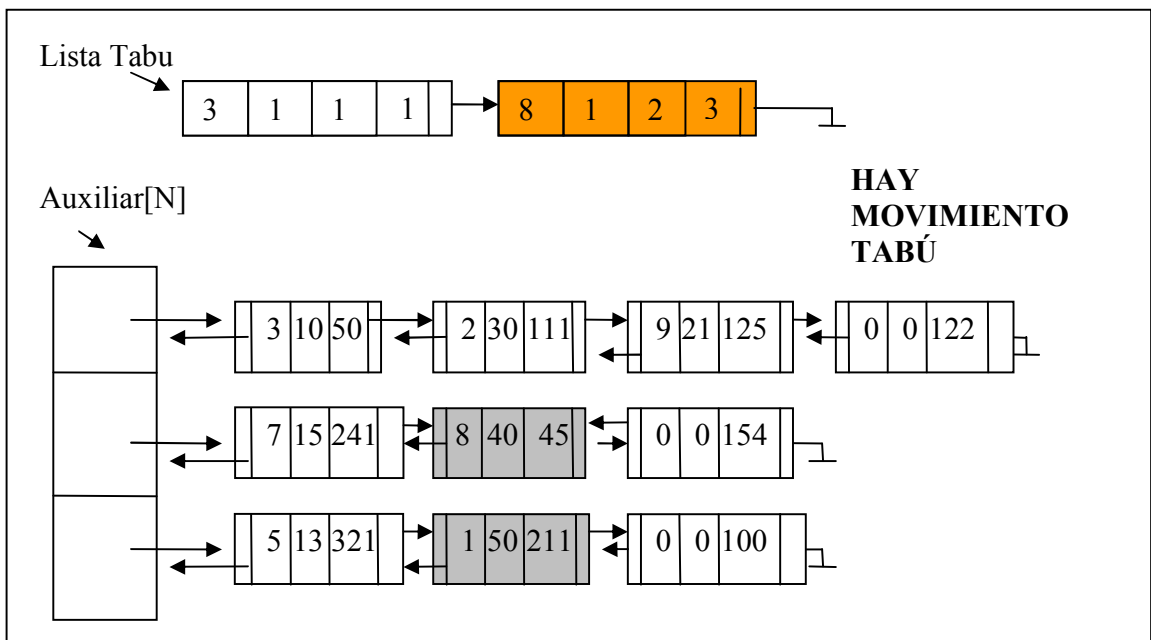 Lista Tabu
3 1 1 1 8 1 2 3
HAY
MOVIMIENTO
TABÚ
Auxiliar[N]
3 10 50 2 30 111 9 21 125 0 0 122
7 15 241 8 40 45 0 0 154
5 13 321 1 50 211 0 0 100